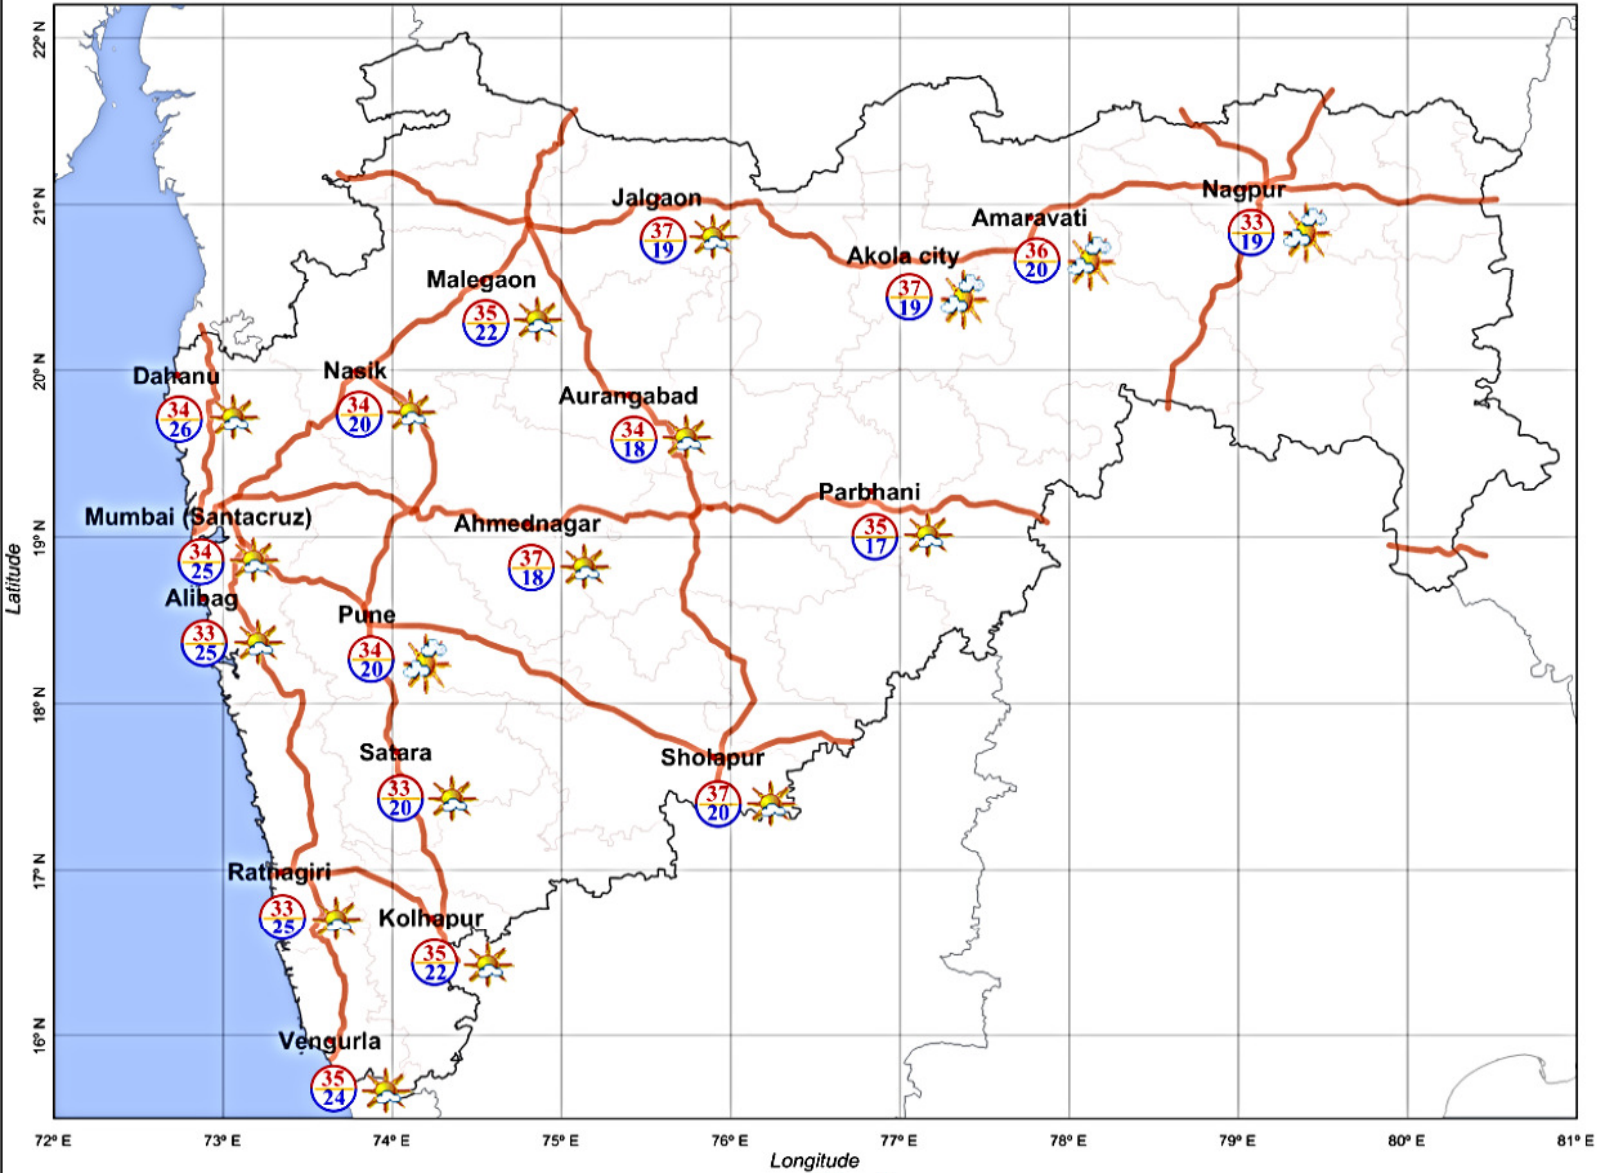 22° N
21° N
20° N
19° N
18° N
17° N
16° N
Latitude
Jalgaon
37
19
Nagpur
33
19
Amaravati
36
20
Akola city
37
19
Malegaon
35
22
Dahanu
34
26
Nasik
34
20
Aurangabad
34
18
Parbhani
35
17
Mumbai (Santacruz)
34
25
Ahmednagar
37
18
Alibag
33
25
Pune
34
20
Satara
33
20
Sholapur
37
20
Ratnagiri
33
25
Kolhapur
35
22
Vengurla
35
24
72° E 73° E 74° E 75° E 76° E 77° E 78° E 79° E 80° E 81° E
Longitude